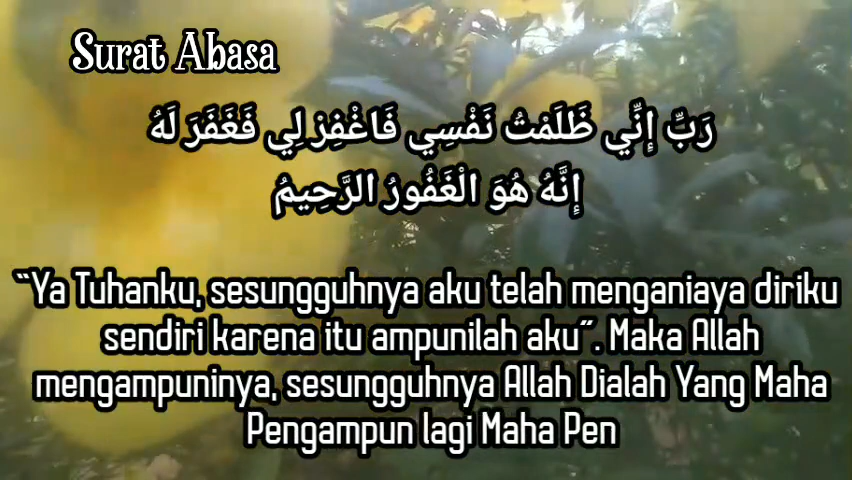 Surat Abasa
رَبِّ إِنِّي ظَلَمْتُ نَفْسِي فَاغْفِرْ لِي فَغَفَرَ لَهُ
إِنَّهُ هُوَ الْغَفُورُ الرَّحِيمُ
“Ya Tuhanku, sesungguhnya aku telah menganiaya diriku
sendiri karena itu ampunilah aku”. Maka Allah
mengampuninya, sesungguhnya Allah Dialah Yang Maha
Pengampun lagi Maha Pen